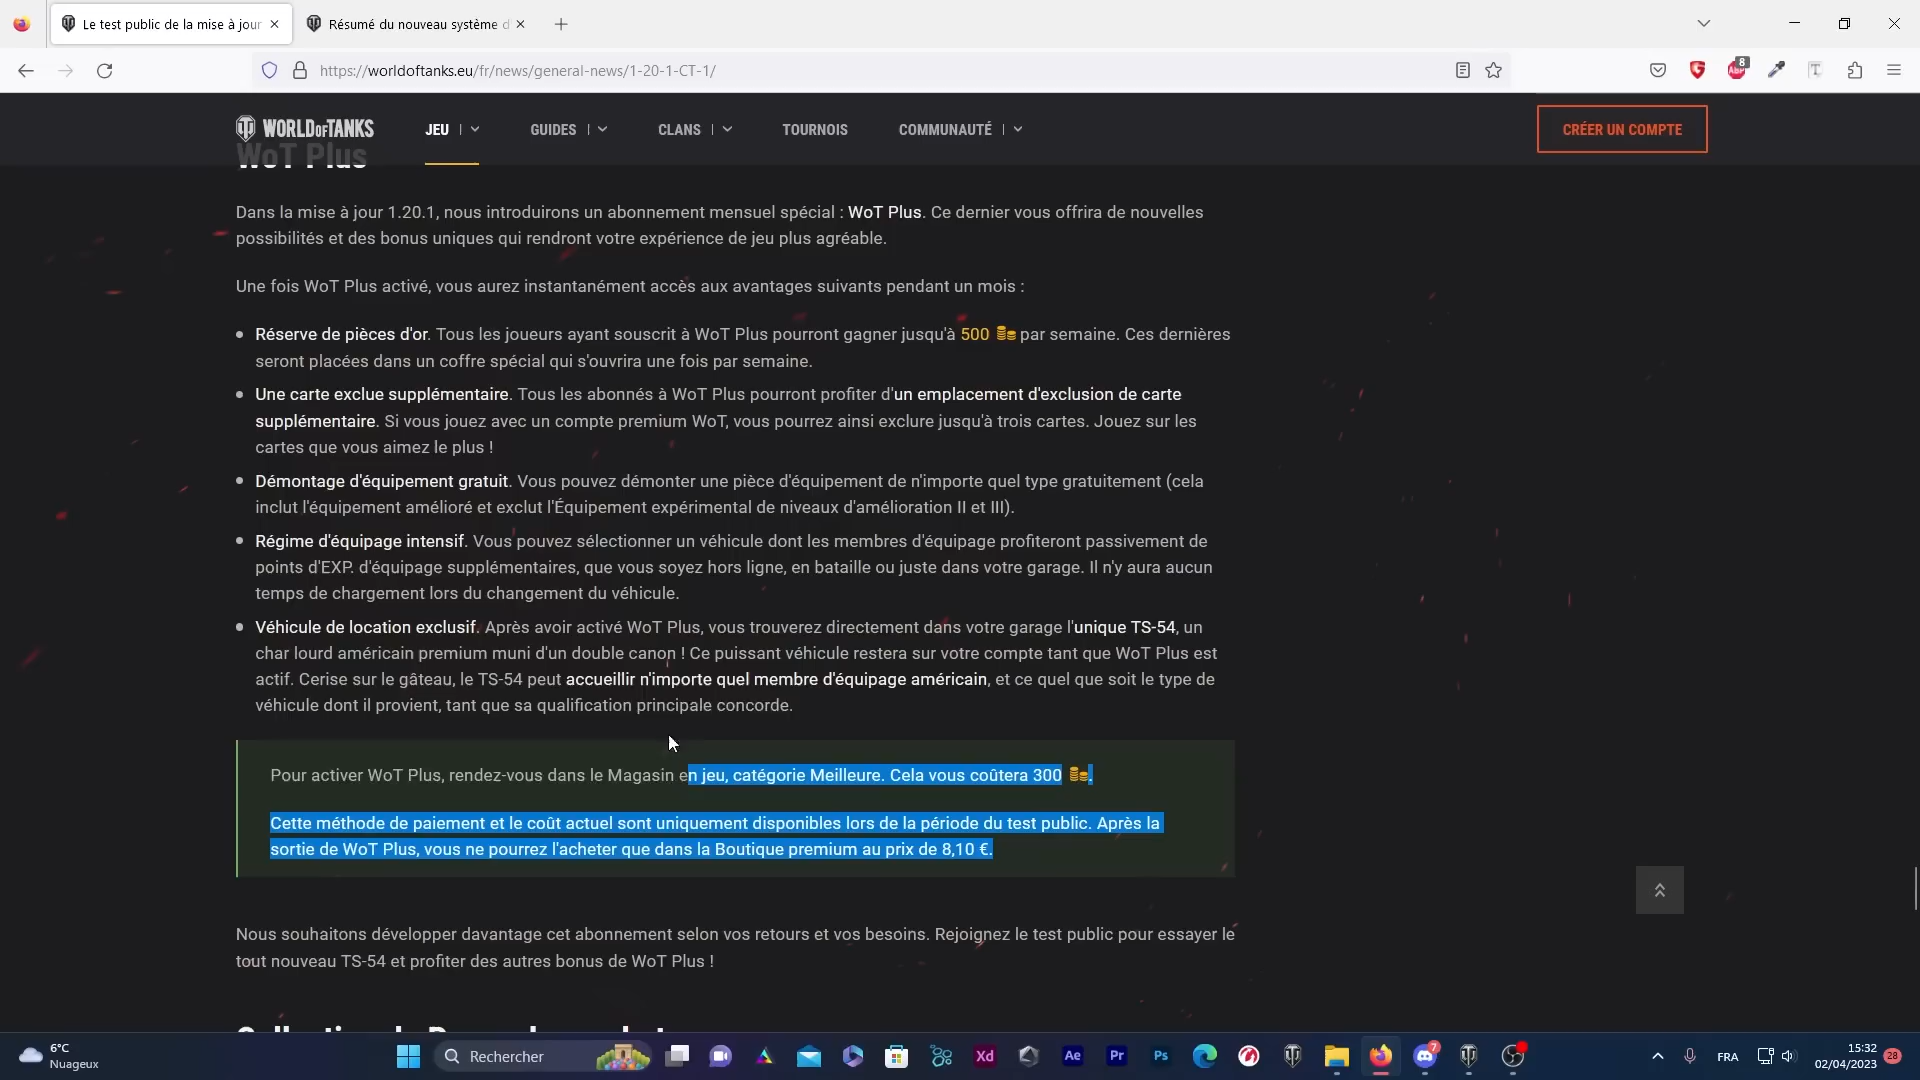 Le test public de la mise à jour
Résumé du nouveau système d
https://worldoftanks.eu/fr/news/general-news/1-20-1-CT-1/
8
WORLD OF TANKS
JEU
GUIDES
CLANS
TOURNOIS
COMMUNAUTÉ
CRÉER UN COMPTE
WoT Plus
Dans la mise à jour 1.20.1, nous introduirons un abonnement mensuel spécial : WoT Plus. Ce dernier vous offrira de nouvelles
possibilités et des bonus uniques qui rendront votre expérience de jeu plus agréable.
Une fois WoT Plus activé, vous aurez instantanément accès aux avantages suivants pendant un mois :
Réserve de pièces d'or. Tous les joueurs ayant souscrit à WoT Plus pourront gagner jusqu'à 500 par semaine. Ces dernières
seront placées dans un coffre spécial qui s'ouvrira une fois par semaine.
Une carte exclue supplémentaire. Tous les abonnés à WoT Plus pourront profiter d'un emplacement d'exclusion de carte
supplémentaire. Si vous jouez avec un compte premium WoT, vous pourrez ainsi exclure jusqu'à trois cartes. Jouez sur les
cartes que vous aimez le plus !
Démontage d'équipement gratuit. Vous pouvez démonter une pièce d'équipement de n'importe quel type gratuitement (cela
inclut l'équipement amélioré et exclut l'Équipement expérimental de niveaux d'amélioration II et III).
Régime d'équipage intensif. Vous pouvez sélectionner un véhicule dont les membres d'équipage profiteront passivement de
points d'EXP. d'équipage supplémentaires, que vous soyez hors ligne, en bataille ou juste dans votre garage. Il n'y aura aucun
temps de chargement lors du changement du véhicule.
Véhicule de location exclusif. Après avoir activé WoT Plus, vous trouverez directement dans votre garage l'unique TS-54, un
char lourd américain premium muni d'un double canon ! Ce puissant véhicule restera sur votre compte tant que WoT Plus est
actif. Cerise sur le gâteau, le TS-54 peut accueillir n'importe quel membre d'équipage américain, et ce quel que soit le type de
véhicule dont il provient, tant que sa qualification principale concorde.
Pour activer WoT Plus, rendez-vous dans le Magasin en jeu, catégorie Meilleure. Cela vous coûtera 300 .
Cette méthode de paiement et le coût actuel sont uniquement disponibles lors de la période du test public. Après la
sortie de WoT Plus, vous ne pourrez l'acheter que dans la Boutique premium au prix de 8,10 €.
Nous souhaitons développer davantage cet abonnement selon vos retours et vos besoins. Rejoignez le test public pour essayer le
tout nouveau TS-54 et profiter des autres bonus de WoT Plus !
6°C
Nuageux
Rechercher
Xd
Ae
Pr
Ps
7
FRA
15:32
02/04/2023
28